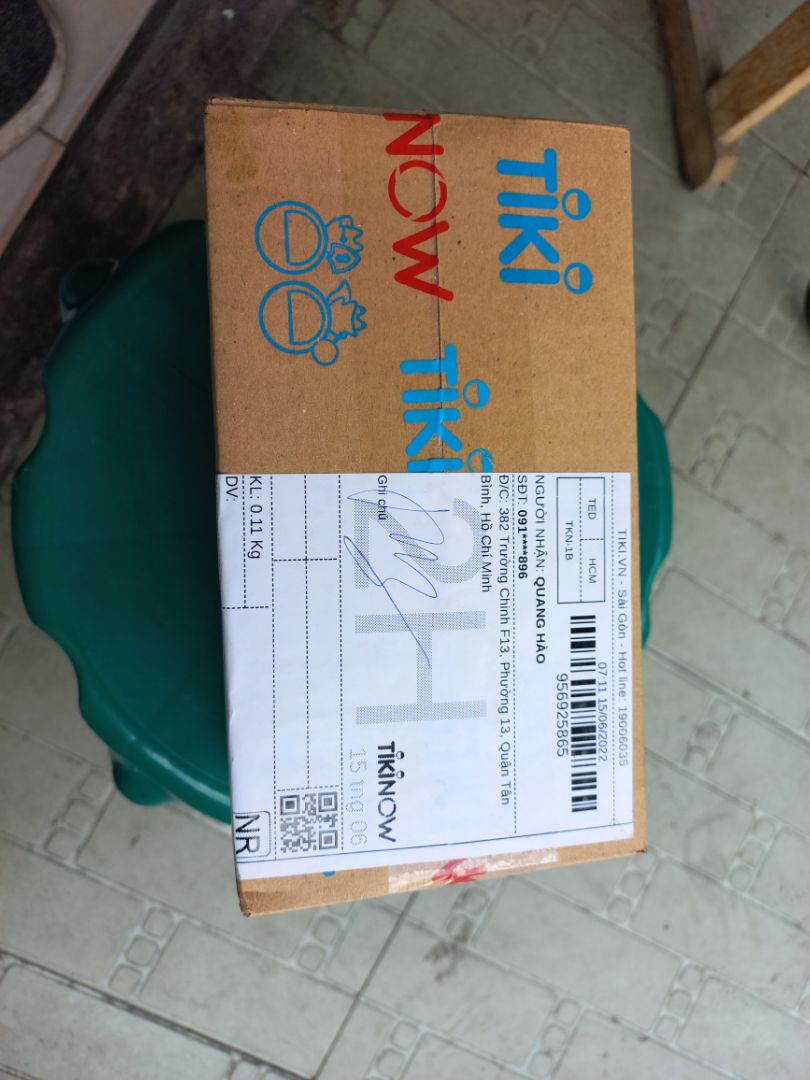 TIKI
NOW
TIKI
TIKI.VN - Sài Gòn - Hot line: 19006035
07:11 15/06/2022
TED
HCM
TKN-1B
956925865
NGƯỜI NHẬN: QUANG HÀO
SĐT: 091****896
Đ/C: 382 Trường Chinh F13, Phường 13, Quận Tân
Bình, Hồ Chí Minh
2H
Ghi chú
TIKINOW
15 tng 06
KL: 0.11 Kg
DV:
NR